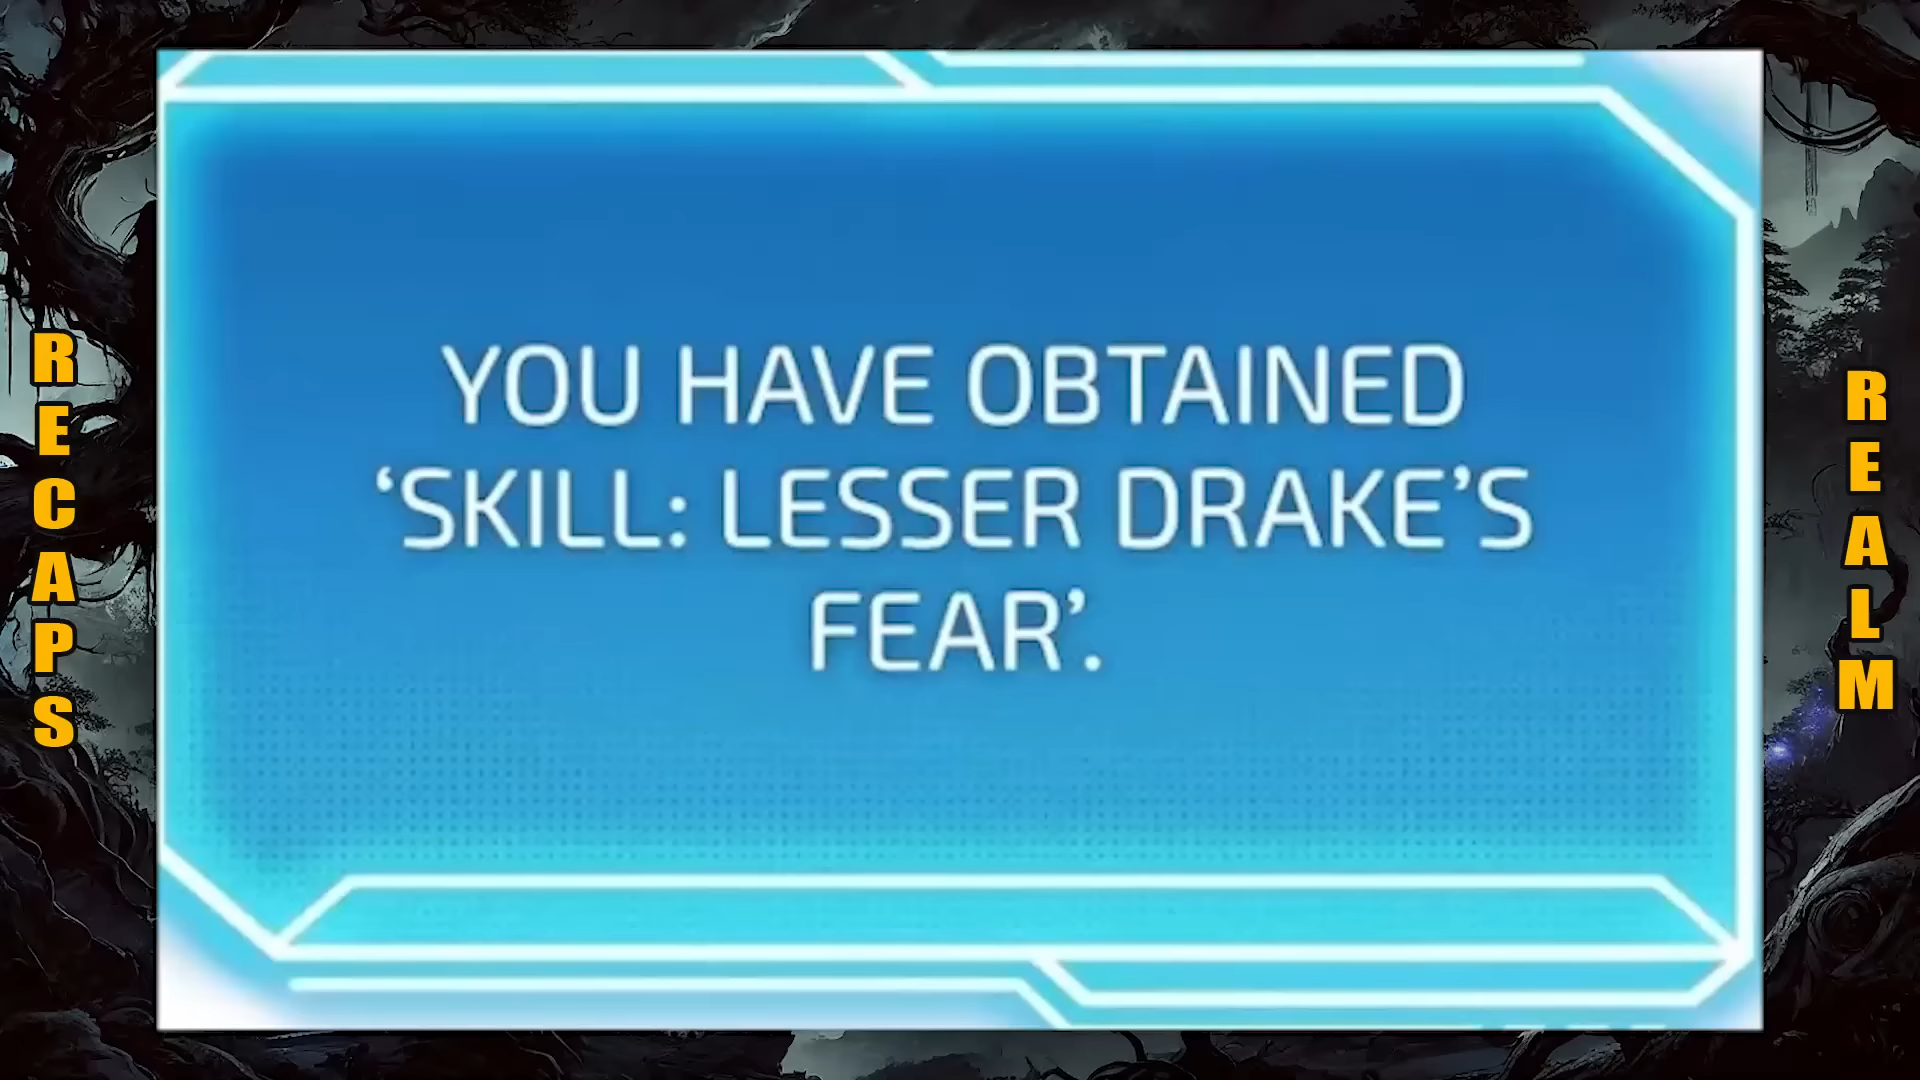 RECAPS
YOU HAVE OBTAINED
‘SKILL: LESSER DRAKE’S
FEAR’.
REALM